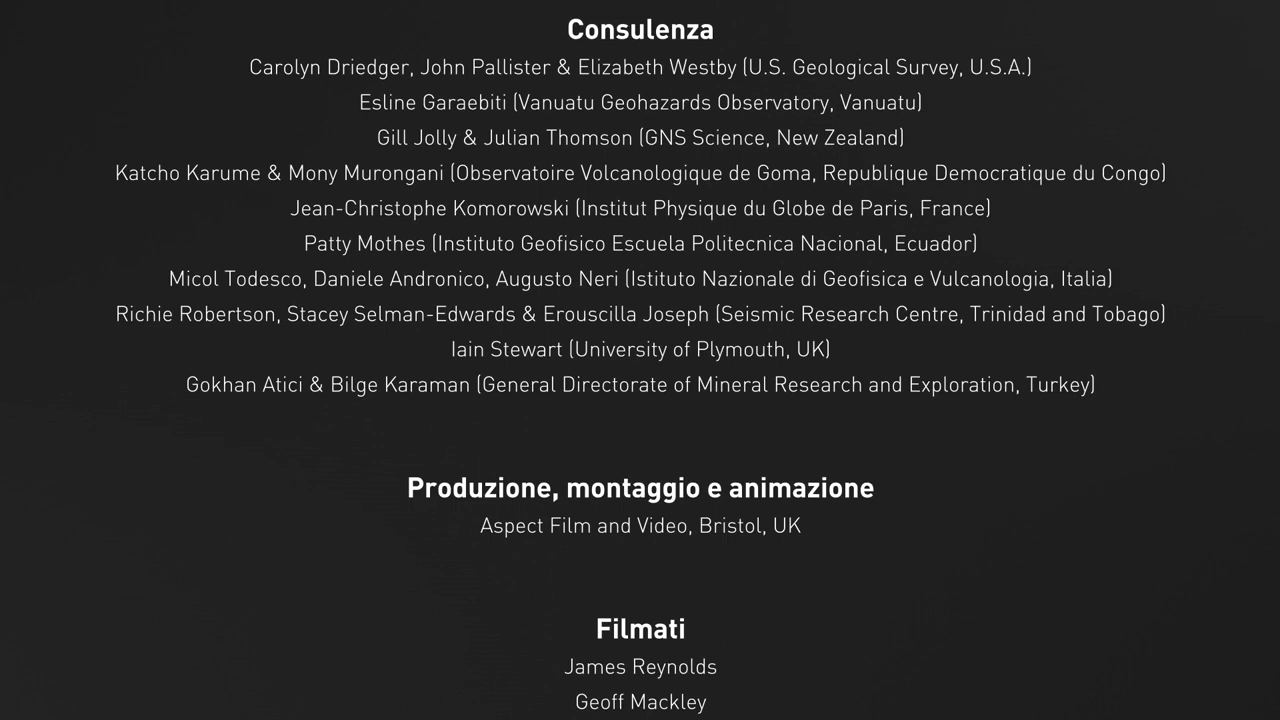 Consulenza
Carolyn Driedger, John Pallister & Elizabeth Westby (U.S. Geological Survey, U.S.A.)
Esline Garaebiti (Vanuatu Geohazards Observatory, Vanuatu)
Gill Jolly & Julian Thomson (GNS Science, New Zealand)
Katcho Karume & Mony Murongani (Observatoire Volcanologique de Goma, Republique Democratique du Congo)
Jean-Christophe Komorowski (Institut Physique du Globe de Paris, France)
Patty Mothes (Instituto Geofisico Escuela Politecnica Nacional, Ecuador)
Micol Todesco, Daniele Andronico, Augusto Neri (Istituto Nazionale di Geofisica e Vulcanologia, Italia)
Richie Robertson, Stacey Selman-Edwards & Erouscilla Joseph (Seismic Research Centre, Trinidad and Tobago)
Iain Stewart (University of Plymouth, UK)
Gokhan Atici & Bilge Karaman (General Directorate of Mineral Research and Exploration, Turkey)
Produzione, montaggio e animazione
Aspect Film and Video, Bristol, UK
Filmati
James Reynolds
Geoff Mackley